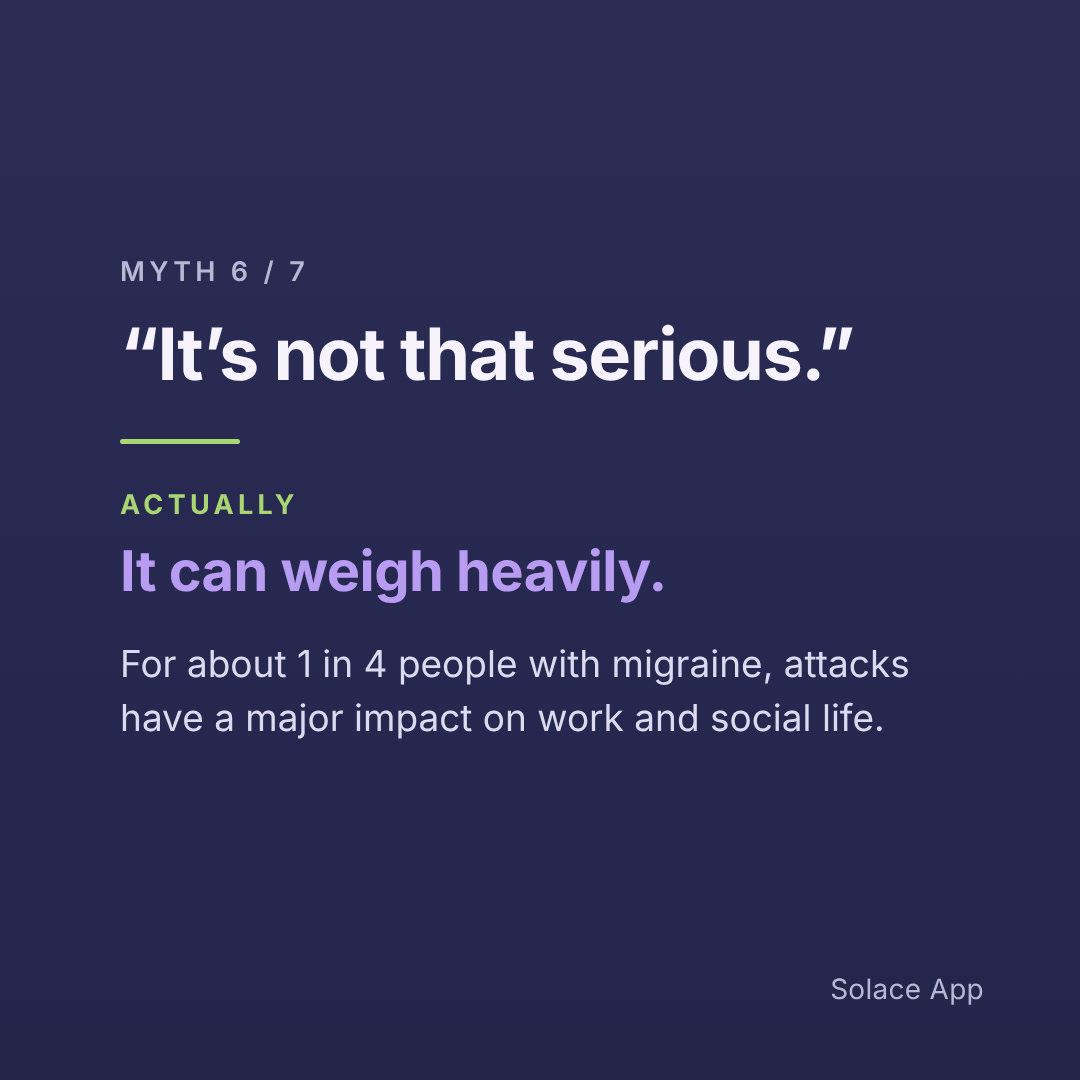 MYTH 6 / 7
“It’s not that serious.”
ACTUALLY
It can weigh heavily.
For about 1 in 4 people with migraine, attacks
have a major impact on work and social life.
Solace App